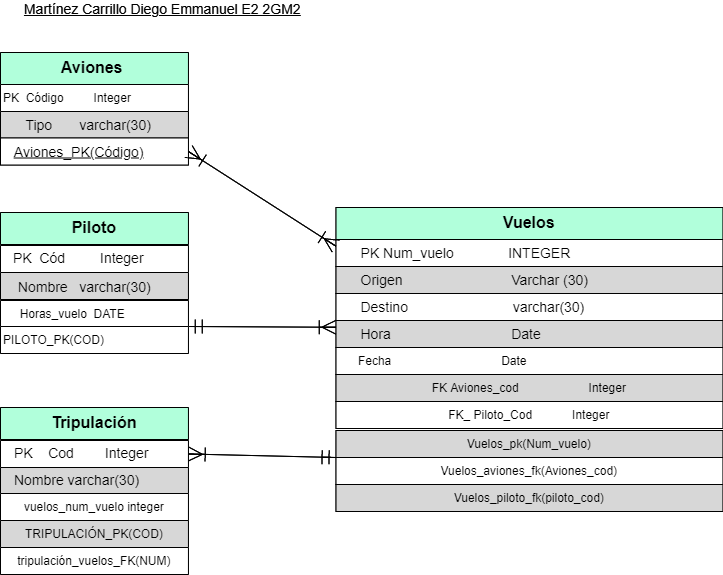 Martínez Carrillo Diego Emmanuel E2 2GM2
Aviones
PK Código Integer
Tipo varchar(30)
Aviones_PK(Código)
Piloto
PK Cód Integer
Nombre varchar(30)
Horas_vuelo DATE
PILOTO_PK(COD)
Tripulación
PK Cod Integer
Nombre varchar(30)
vuelos_num_vuelo integer
TRIPULACIÓN_PK(COD)
tripulación_vuelos_FK(NUM)
Vuelos
PK Num_vuelo INTEGER
Origen Varchar (30)
Destino varchar(30)
Hora Date
Fecha Date
FK Aviones_cod Integer
FK_ Piloto_Cod Integer
Vuelos_pk(Num_vuelo)
Vuelos_aviones_fk(Aviones_cod)
Vuelos_piloto_fk(piloto_cod)